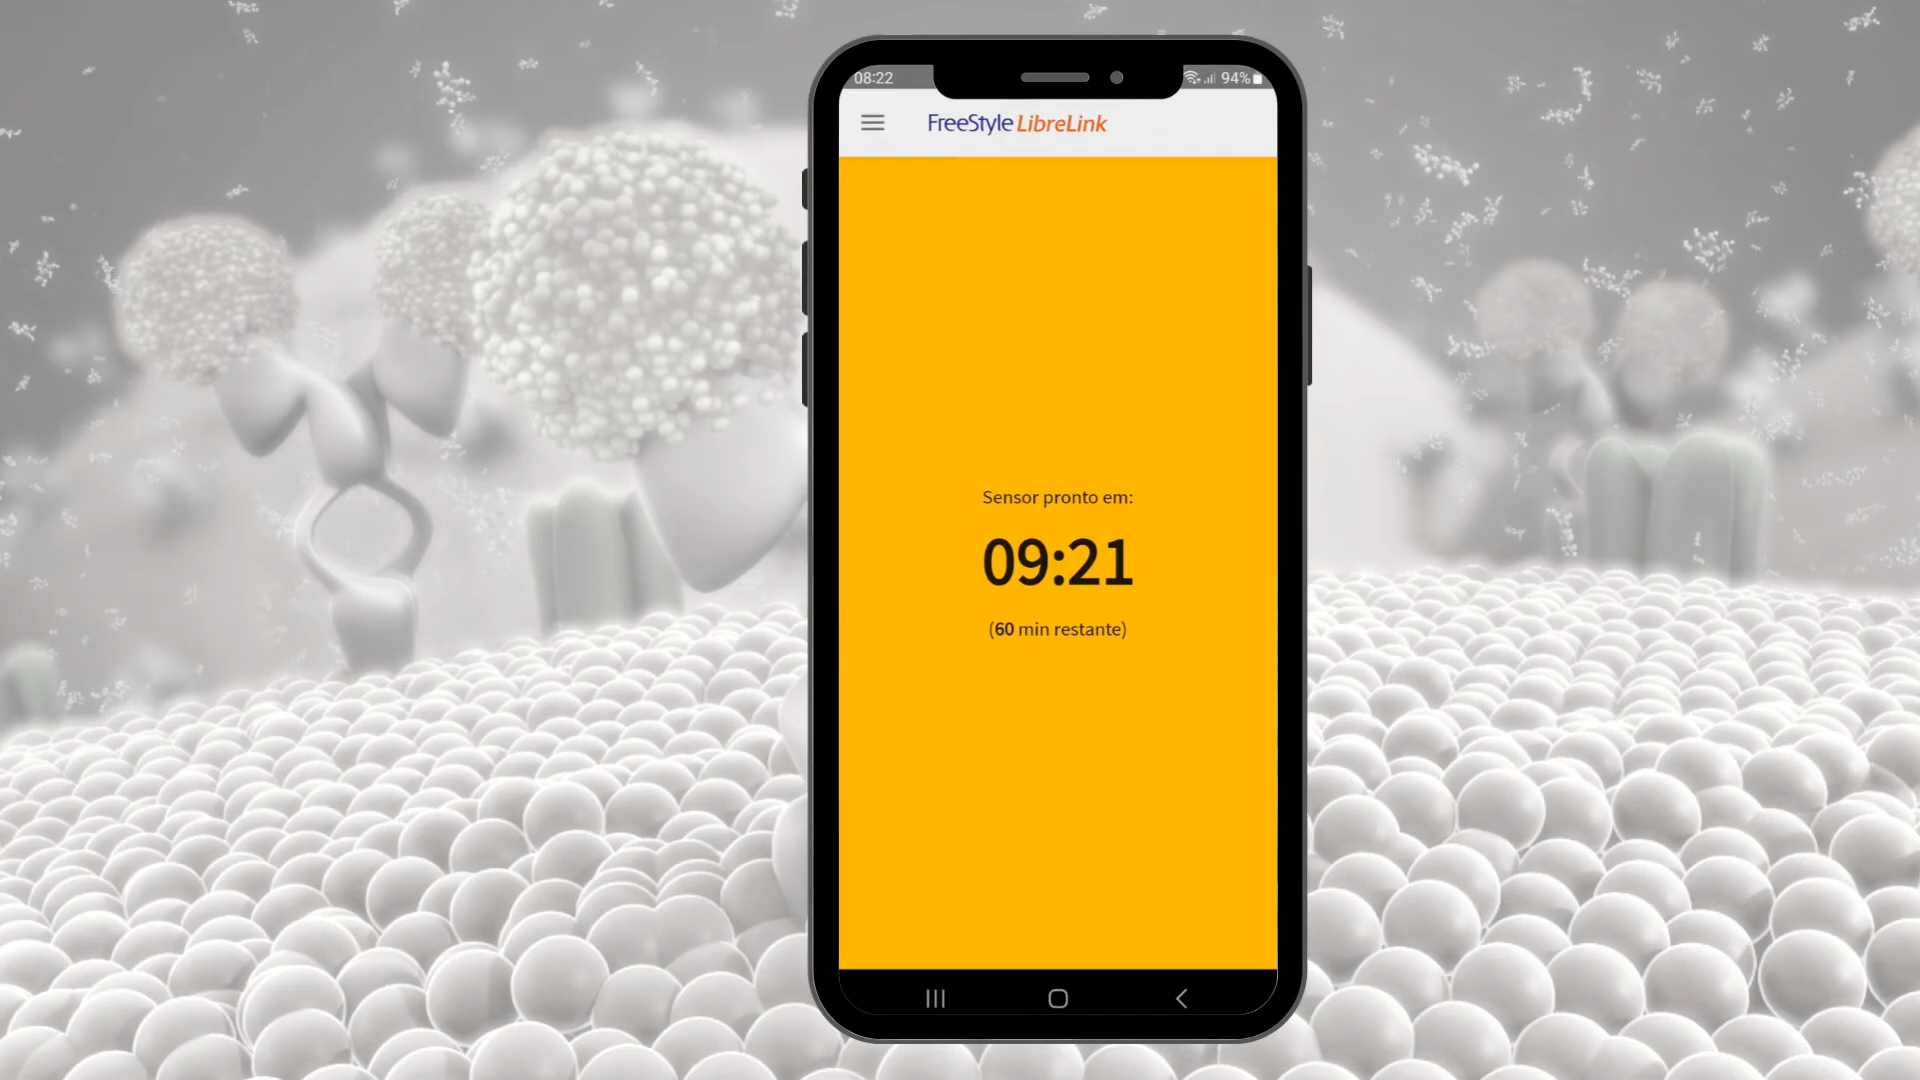 08:22
94%
FreeStyle LibreLink
Sensor pronto em:
09:21
(60 min restante)